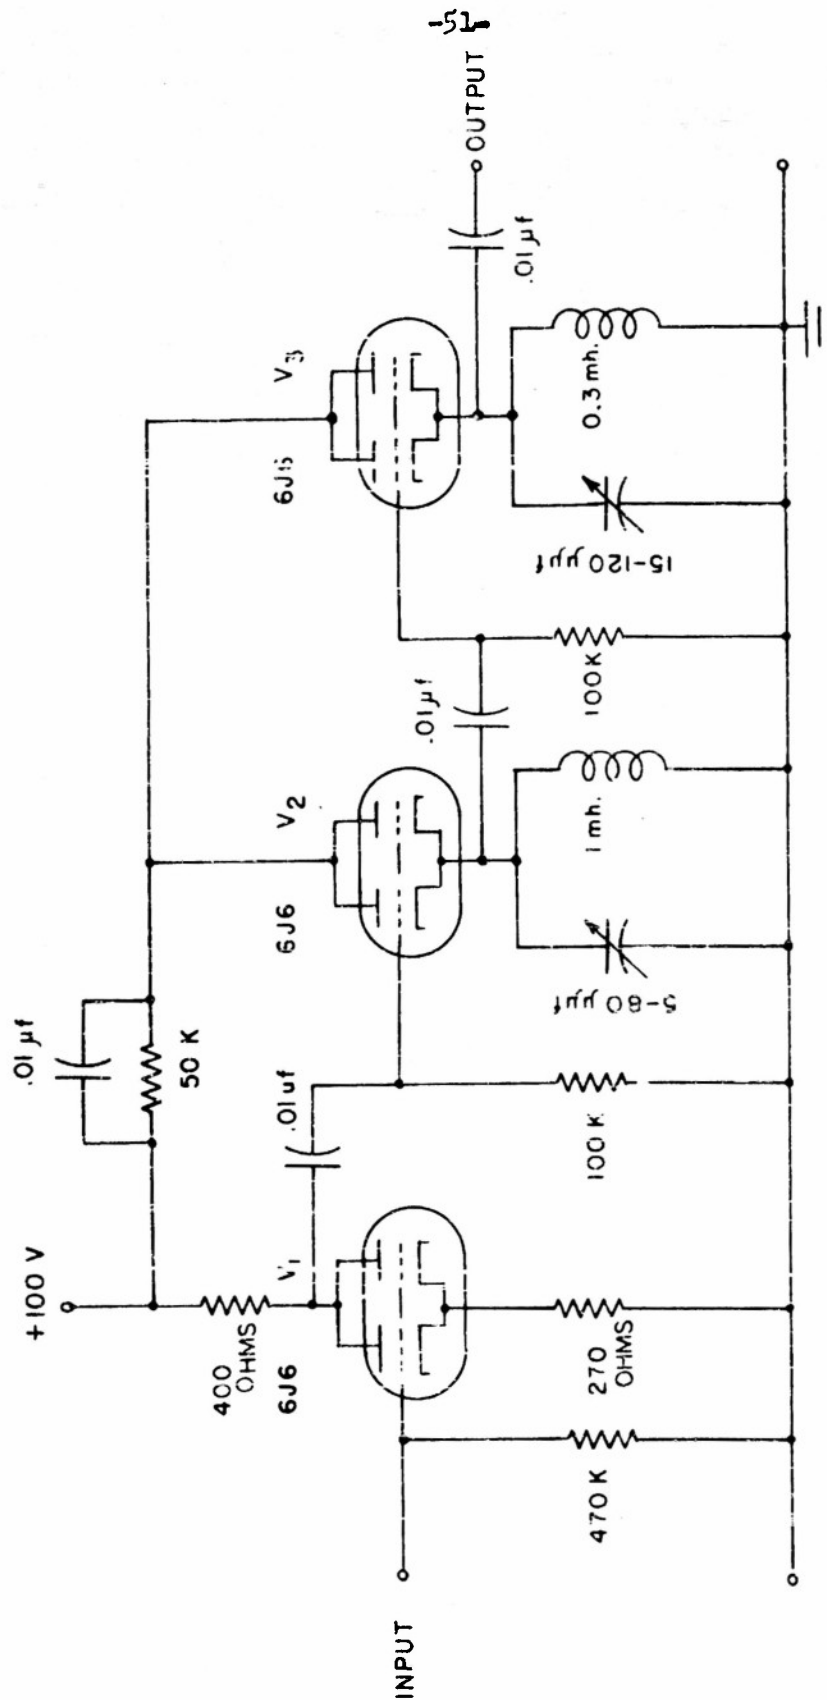 -51-
+100 V
.01 µf
50 K
400
OHMS
6J6
V1
.01 uf
6J6
V2
.01 µf
6J6
V3
.01 µf
OUTPUT
INPUT
470 K
270
OHMS
100 K
5-80 µµf
1 mh.
100 K
15-120 µµf
0.3 mh.